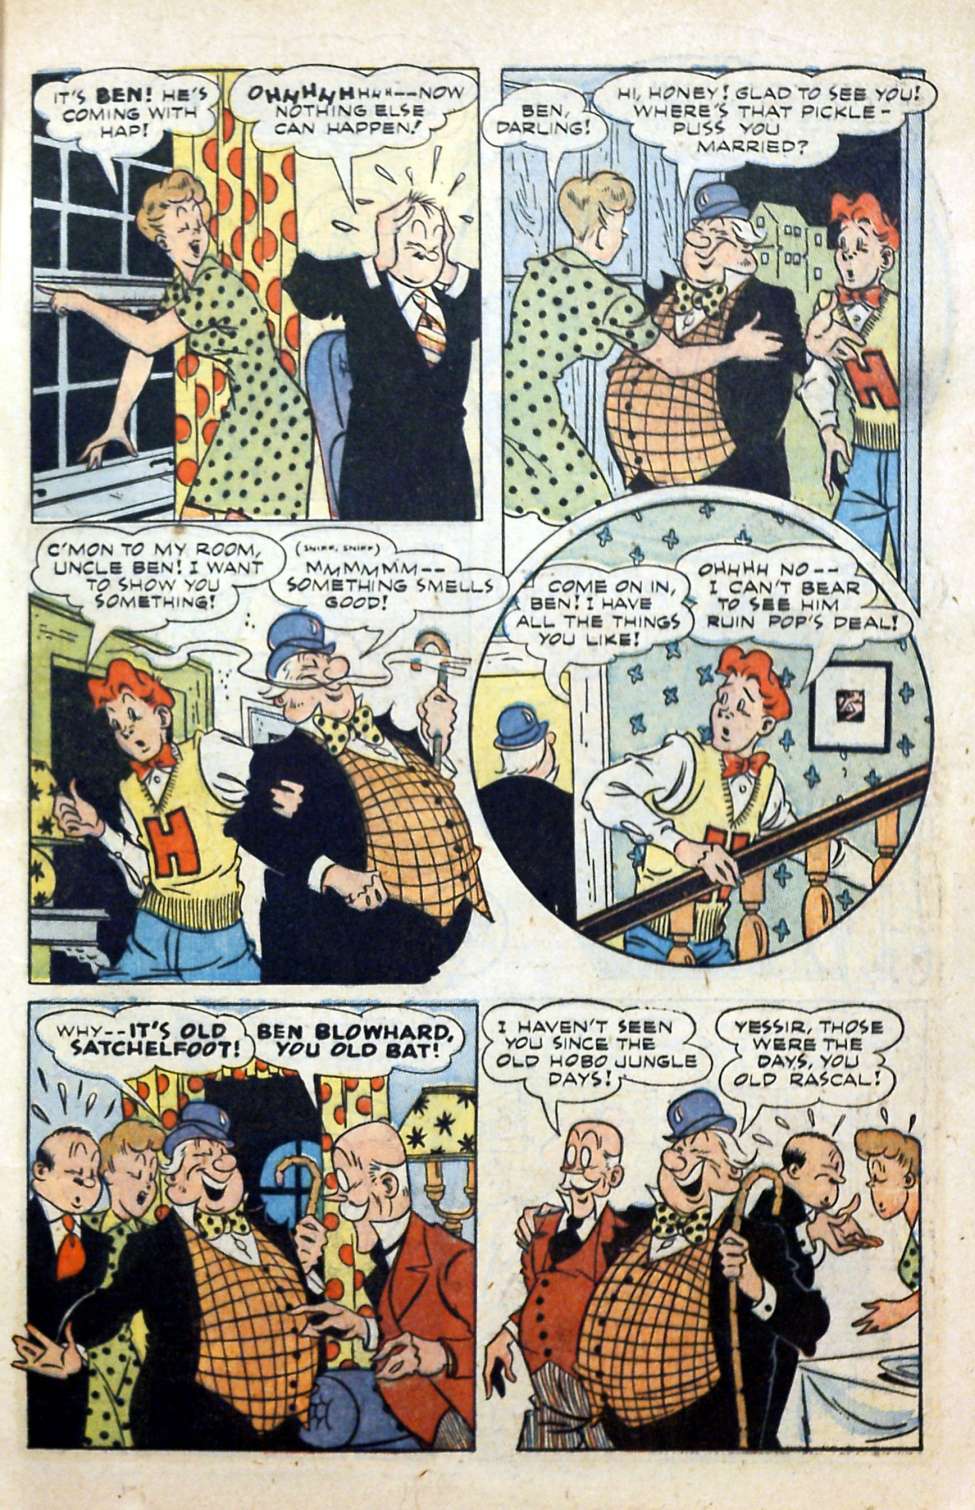 IT'S BEN! HE'S
COMING WITH
HAP!
OHHHHHHH--NOW
NOTHING ELSE
CAN HAPPEN!
BEN,
DARLING!
HI, HONEY! GLAD TO SEE YOU!
WHERE'S THAT PICKLE-
PUSS YOU
MARRIED?
H
C'MON TO MY ROOM,
UNCLE BEN! I WANT
TO SHOW YOU
SOMETHING!
(SNIFF, SNIFF)
MMMMMM--
SOMETHING SMELLS
GOOD!
H
COME ON IN,
BEN! I HAVE
ALL THE THINGS
YOU LIKE!
OHHHH NO--
I CAN'T BEAR
TO SEE HIM
RUIN POP'S DEAL!
H
WHY--IT'S OLD
SATCHELFOOT!
BEN BLOWHARD,
YOU OLD BAT!
I HAVEN'T SEEN
YOU SINCE THE
OLD HOBO JUNGLE
DAYS!
YESSIR, THOSE
WERE THE
DAYS, YOU
OLD RASCAL!